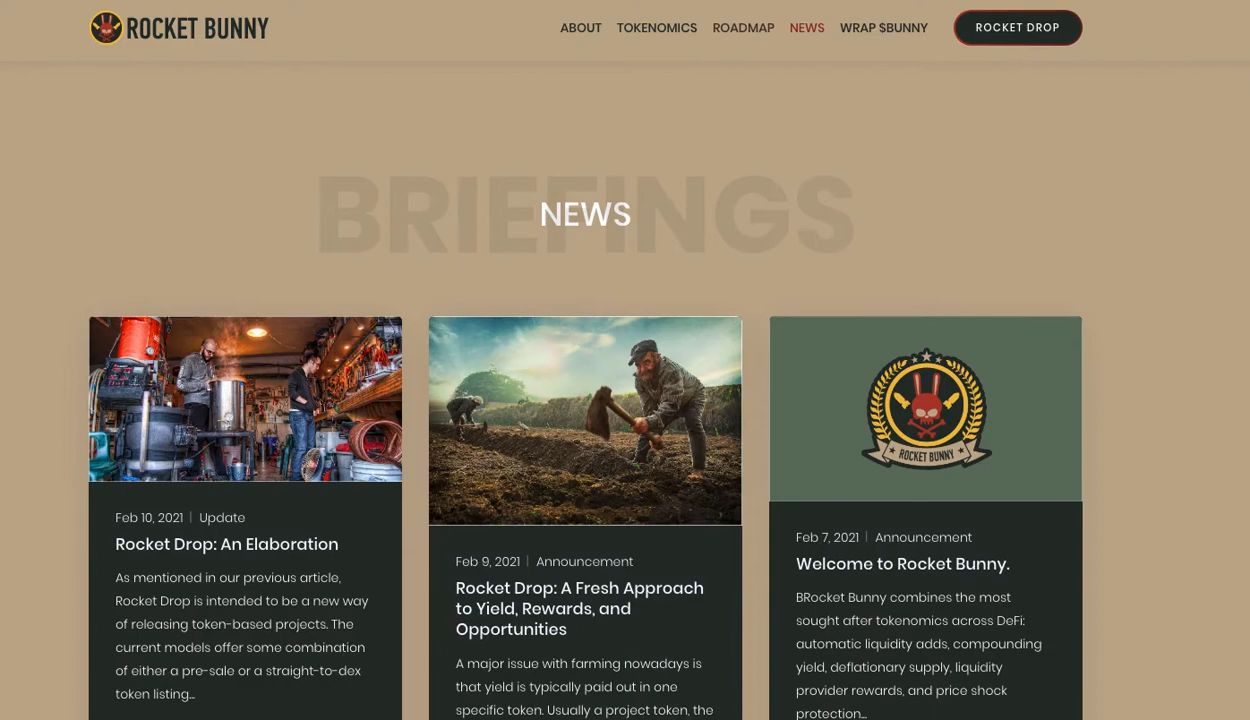 ROCKET BUNNY
ABOUT TOKENOMICS ROADMAP NEWS WRAP $BUNNY ROCKET DROP
BRIEFINGS
NEWS
Feb 10, 2021 | Update
Rocket Drop: An Elaboration
As mentioned in our previous article,
Rocket Drop is intended to be a new way
of releasing token-based projects. The
current models offer some combination
of either a pre-sale or a straight-to-dex
token listing...
Feb 9, 2021 | Announcement
Rocket Drop: A Fresh Approach
to Yield, Rewards, and
Opportunities
A major issue with farming nowadays is
that yield is typically paid out in one
specific token. Usually a project token, the
ROCKET BUNNY
Feb 7, 2021 | Announcement
Welcome to Rocket Bunny.
BRocket Bunny combines the most
sought after tokenomics across DeFi:
automatic liquidity adds, compounding
yield, deflationary supply, liquidity
provider rewards, and price shock
protection...